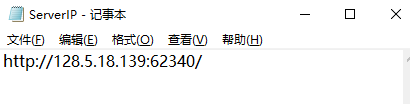 ServerIP - 记事本
文件(F) 编辑(E) 格式(O) 查看(V) 帮助(H)
http://128.5.18.139:62340/